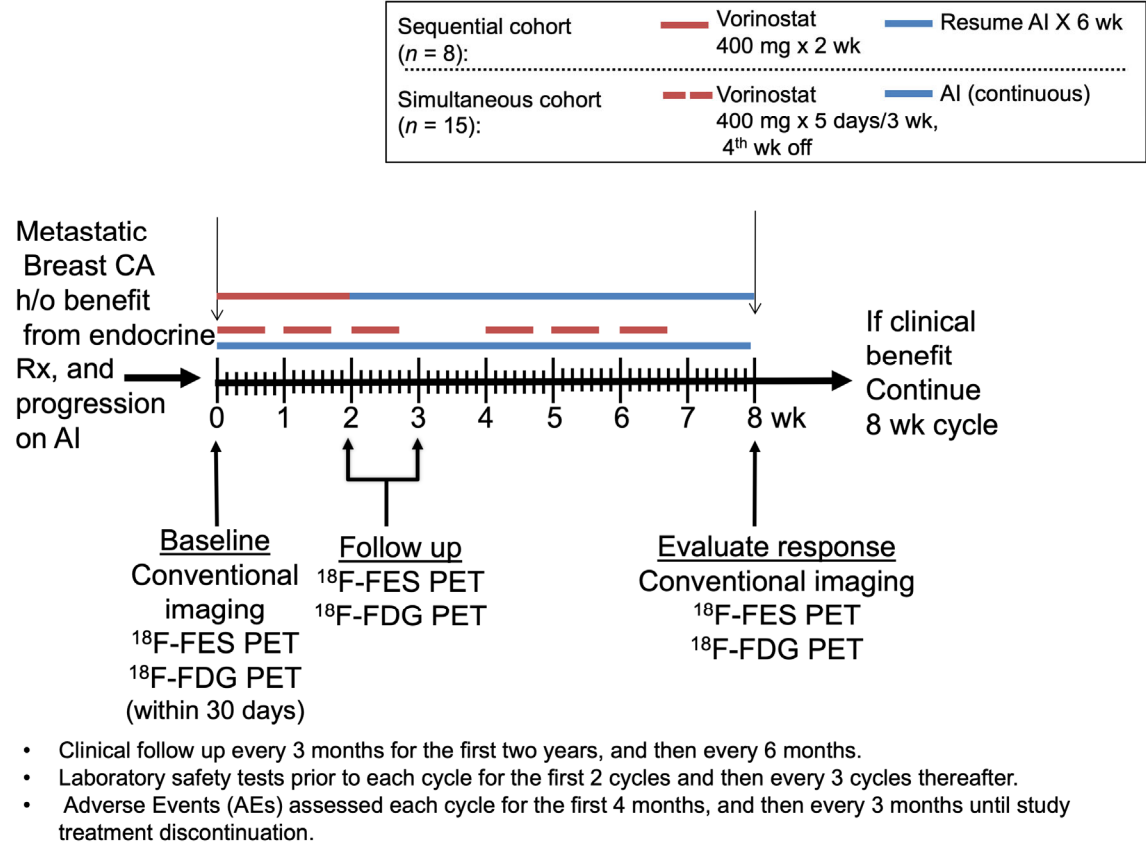 Sequential cohort
(n = 8):
Vorinostat
400 mg x 2 wk
Resume AI X 6 wk
Simultaneous cohort
(n = 15):
Vorinostat
400 mg x 5 days/3 wk,
4th wk off
AI (continuous)
Metastatic
Breast CA
h/o benefit
from endocrine
Rx, and
progression
on AI
0 1 2 3 4 5 6 7 8 wk
If clinical
benefit
Continue
8 wk cycle
Baseline
Conventional
imaging
18F-FES PET
18F-FDG PET
(within 30 days)
Follow up
18F-FES PET
18F-FDG PET
Evaluate response
Conventional imaging
18F-FES PET
18F-FDG PET
• Clinical follow up every 3 months for the first two years, and then every 6 months.
• Laboratory safety tests prior to each cycle for the first 2 cycles and then every 3 cycles thereafter.
• Adverse Events (AEs) assessed each cycle for the first 4 months, and then every 3 months until study
treatment discontinuation.